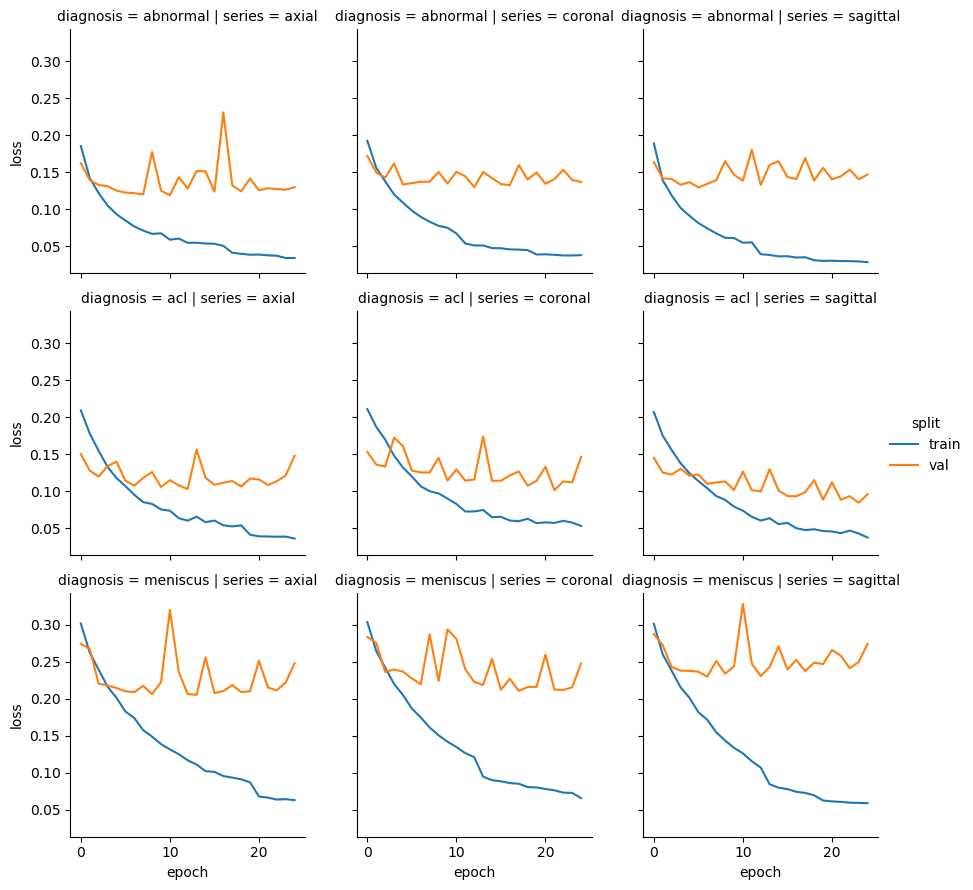 diagnosis = abnormal | series = axial
diagnosis = abnormal | series = coronal
diagnosis = abnormal | series = sagittal
0.30
0.25
0.20
0.15
0.10
0.05
loss
diagnosis = acl | series = axial
diagnosis = acl | series = coronal
diagnosis = acl | series = sagittal
0.30
0.25
0.20
0.15
0.10
0.05
loss
split
train
val
diagnosis = meniscus | series = axial
diagnosis = meniscus | series = coronal
diagnosis = meniscus | series = sagittal
0.30
0.25
0.20
0.15
0.10
0.05
loss
0 10 20
0 10 20
0 10 20
epoch
epoch
epoch